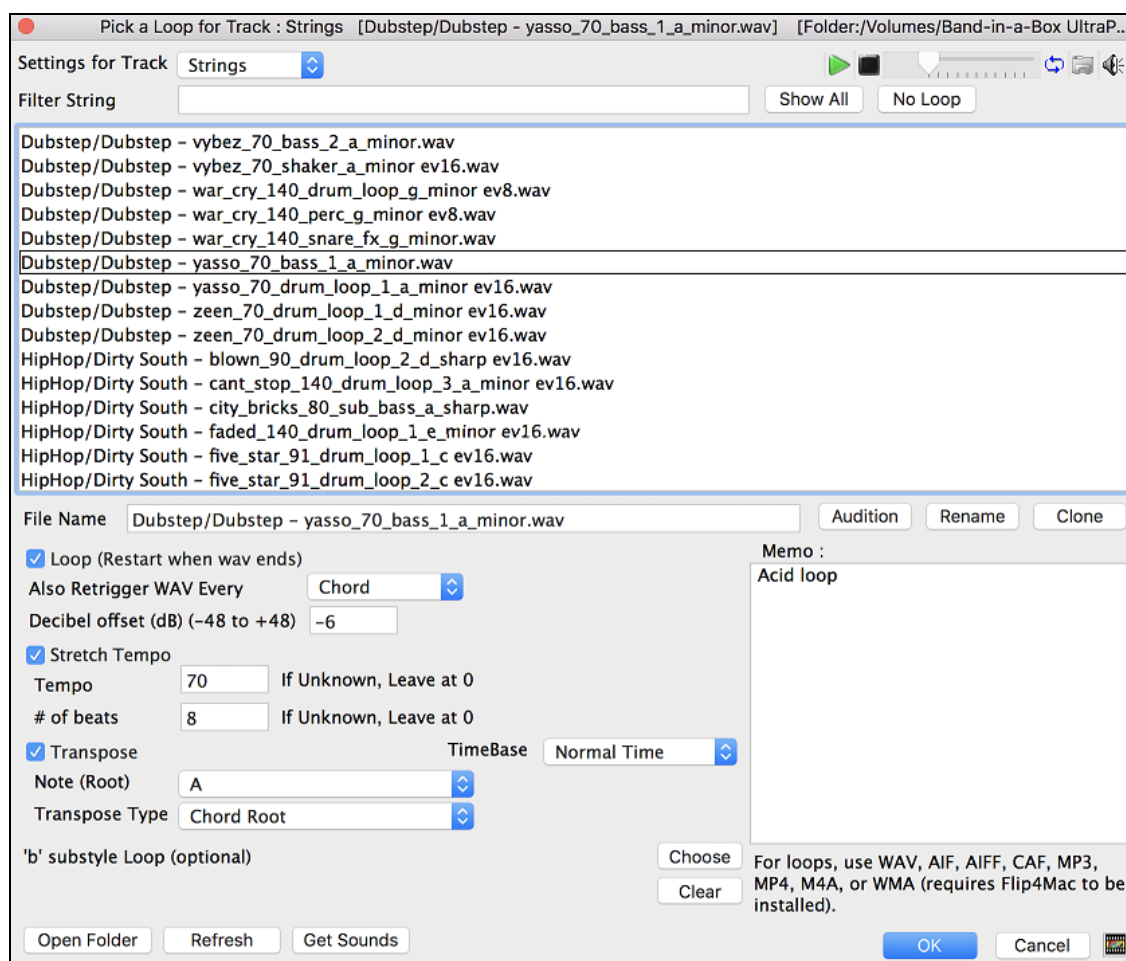 Pick a Loop for Track : Strings [Dubstep/Dubstep - yasso_70_bass_1_a_minor.wav] [Folder:/Volumes/Band-in-a-Box UltraP...
Settings for Track Strings
Filter String Show All No Loop
Dubstep/Dubstep - vybez_70_bass_2_a_minor.wav
Dubstep/Dubstep - vybez_70_shaker_a_minor ev16.wav
Dubstep/Dubstep - war_cry_140_drum_loop_g_minor ev8.wav
Dubstep/Dubstep - war_cry_140_perc_g_minor ev8.wav
Dubstep/Dubstep - war_cry_140_snare_fx_g_minor.wav
Dubstep/Dubstep - yasso_70_bass_1_a_minor.wav
Dubstep/Dubstep - yasso_70_drum_loop_1_a_minor ev16.wav
Dubstep/Dubstep - zeen_70_drum_loop_1_d_minor ev16.wav
Dubstep/Dubstep - zeen_70_drum_loop_2_d_minor ev16.wav
HipHop/Dirty South - blown_90_drum_loop_2_d_sharp ev16.wav
HipHop/Dirty South - cant_stop_140_drum_loop_3_a_minor ev16.wav
HipHop/Dirty South - city_bricks_80_sub_bass_a_sharp.wav
HipHop/Dirty South - faded_140_drum_loop_1_e_minor ev16.wav
HipHop/Dirty South - five_star_91_drum_loop_1_c ev16.wav
HipHop/Dirty South - five_star_91_drum_loop_2_c ev16.wav
File Name Dubstep/Dubstep - yasso_70_bass_1_a_minor.wav Audition Rename Clone
Loop (Restart when wav ends)
Also Retrigger WAV Every Chord
Decibel offset (dB) (-48 to +48) -6
Stretch Tempo
Tempo 70 If Unknown, Leave at 0
# of beats 8 If Unknown, Leave at 0
Transpose TimeBase Normal Time
Note (Root) A
Transpose Type Chord Root
'b' substyle Loop (optional) Choose
Clear
Memo :
Acid loop
For loops, use WAV, AIF, AIFF, CAF, MP3,
MP4, M4A, or WMA (requires Flip4Mac to be
installed).
Open Folder Refresh Get Sounds OK Cancel